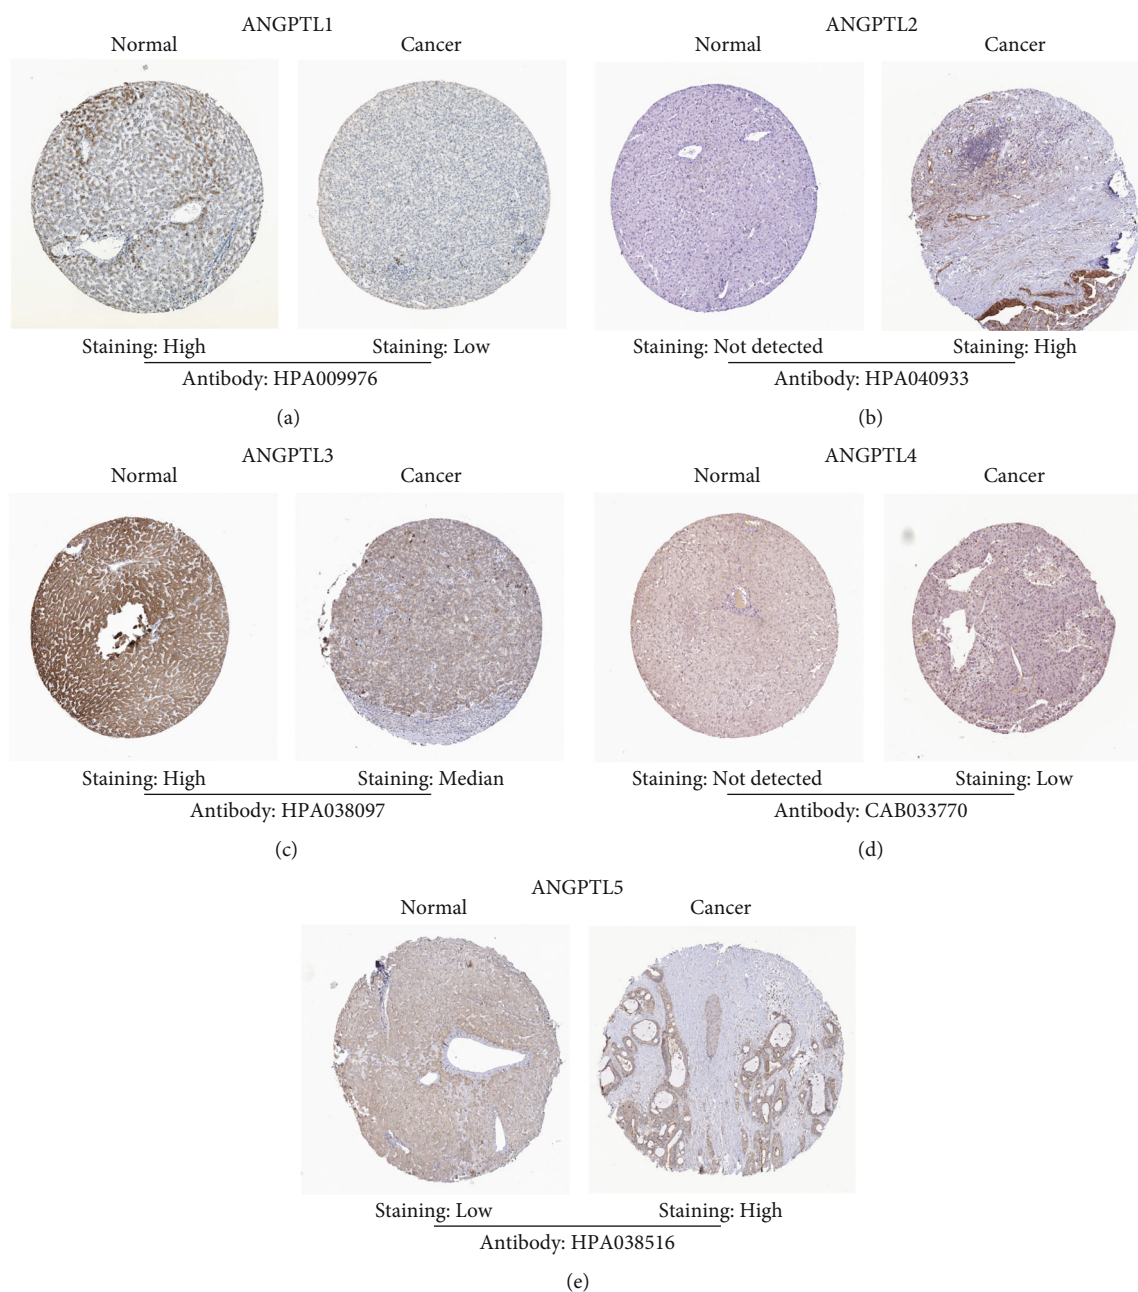 ANGPTL1
Normal Cancer
Staining: High Staining: Low
Antibody: HPA009976
(a)
ANGPTL2
Normal Cancer
Staining: Not detected Staining: High
Antibody: HPA040933
(b)
ANGPTL3
Normal Cancer
Staining: High Staining: Median
Antibody: HPA038097
(c)
ANGPTL4
Normal Cancer
Staining: Not detected Staining: Low
Antibody: CAB033770
(d)
ANGPTL5
Normal Cancer
Staining: Low Staining: High
Antibody: HPA038516
(e)